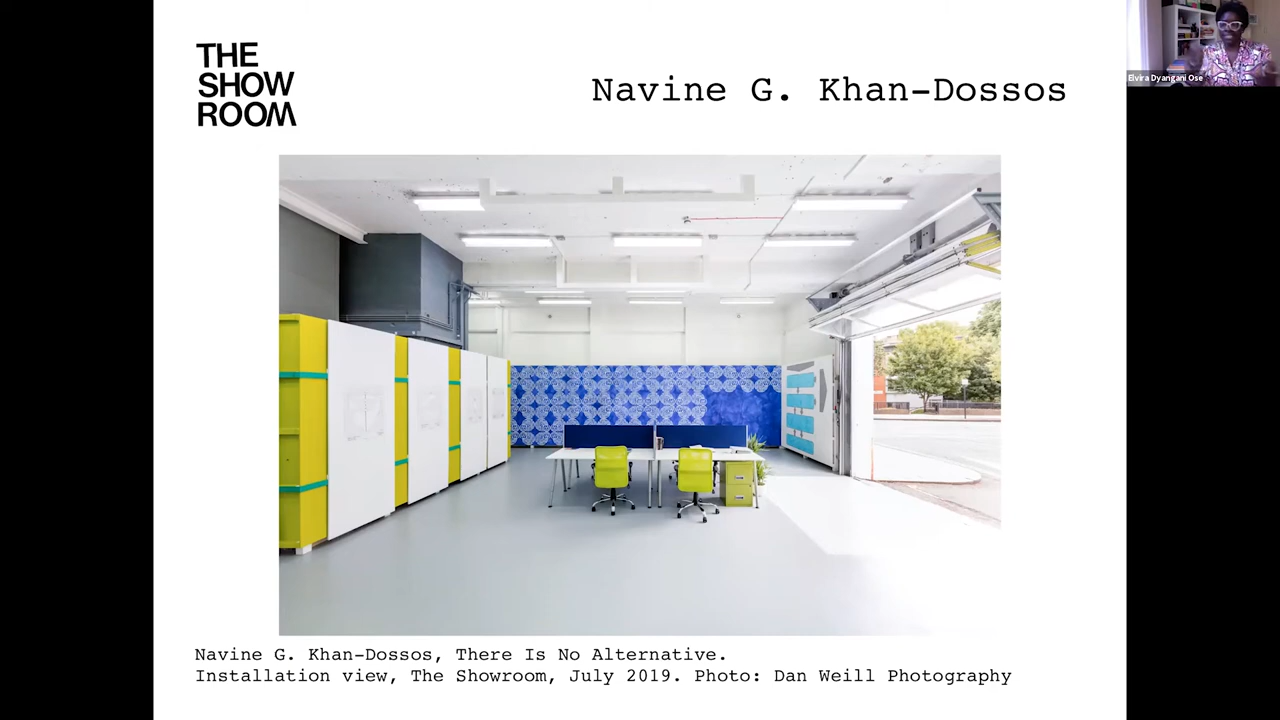 THE
SHOW
ROOM
Navine G. Khan-Dossos
Elvira Dyangani Ose
Navine G. Khan-Dossos, There Is No Alternative.
Installation view, The Showroom, July 2019. Photo: Dan Weill Photography